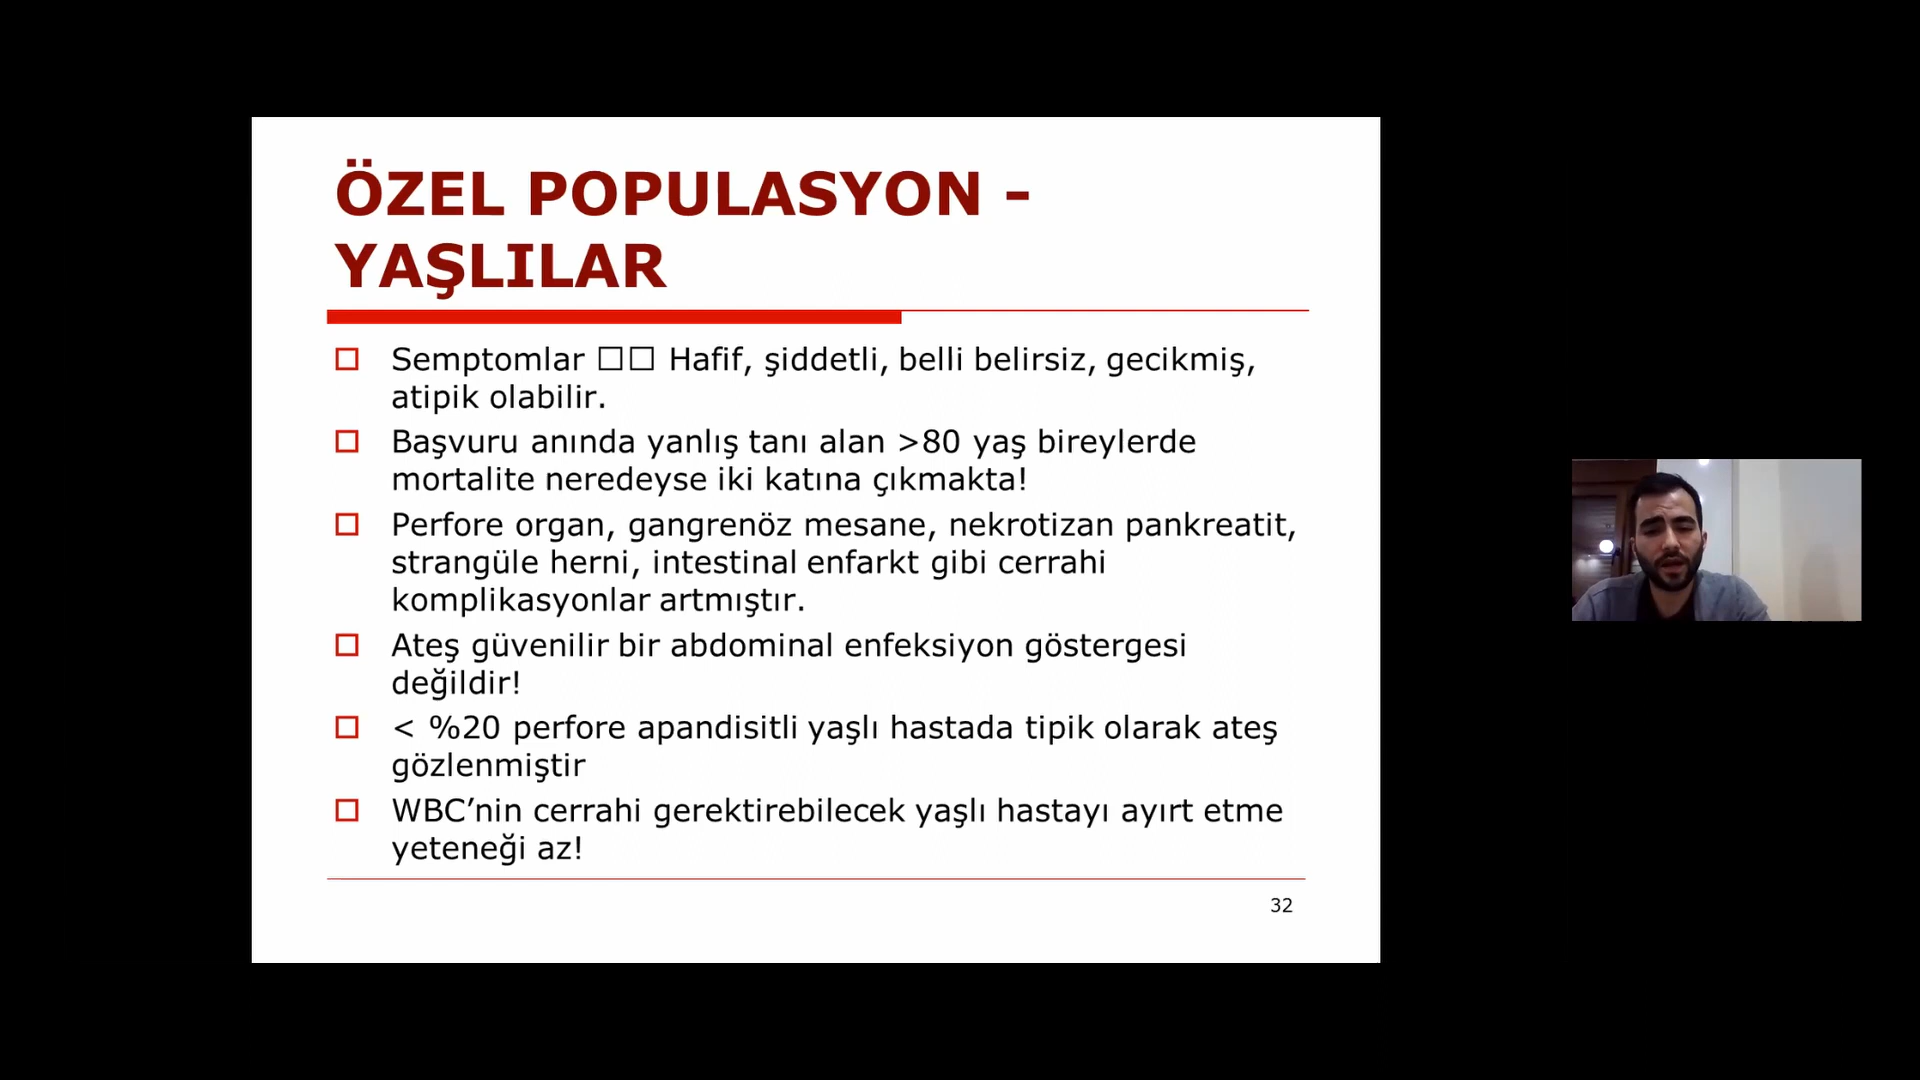 ÖZEL POPULASYON -
YAŞLILAR
Semptomlar □□ Hafif, şiddetli, belli belirsiz, gecikmiş,
atipik olabilir.
Başvuru anında yanlış tanı alan >80 yaş bireylerde
mortalite neredeyse iki katına çıkmakta!
Perfore organ, gangrenöz mesane, nekrotizan pankreatit,
strangüle herni, intestinal enfarkt gibi cerrahi
komplikasyonlar artmıştır.
Ateş güvenilir bir abdominal enfeksiyon göstergesi
değildir!
< %20 perfore apandisitli yaşlı hastada tipik olarak ateş
gözlenmiştir
WBC’nin cerrahi gerektirebilecek yaşlı hastayı ayırt etme
yeteneği az!
32